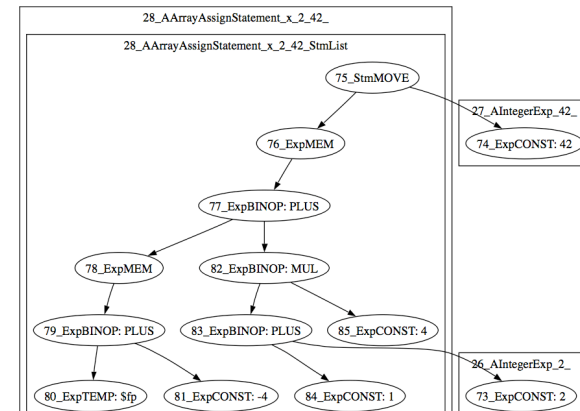 28_AArrayAssignStatement_x_2_42_
28_AArrayAssignStatement_x_2_42_StmList
75_StmMOVE
27_AIntegerExp_42_
76_ExpMEM
74_ExpCONST: 42
77_ExpBINOP: PLUS
78_ExpMEM
82_ExpBINOP: MUL
79_ExpBINOP: PLUS
83_ExpBINOP: PLUS
85_ExpCONST: 4
26_AIntegerExp_2_
80_ExpTEMP: $fp
81_ExpCONST: -4
84_ExpCONST: 1
73_ExpCONST: 2